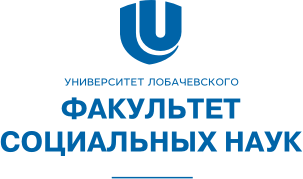 УНИВЕРСИТЕТ ЛОБАЧЕВСКОГО
ФАКУЛЬТЕТ
СОЦИАЛЬНЫХ НАУК